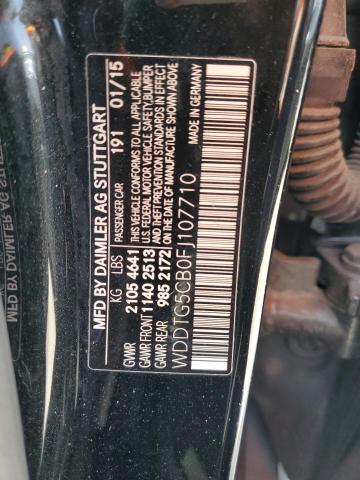 MFD BY DAIMLER AG STUTTGART
PASSENGER CAR 191 01/15
KG LBS
GVWR 2105 4641
GAWR FRONT 1140 2513
GAWR REAR 985 2172
THIS VEHICLE CONFORMS TO ALL APPLICABLE
U.S. FEDERAL MOTOR VEHICLE SAFETY,BUMPER
AND THEFT PREVENTION STANDARDS IN EFFECT
ON THE DATE OF MANUFACTURE SHOWN ABOVE
WDDTG5CB0FJ107710
MADE IN GERMANY